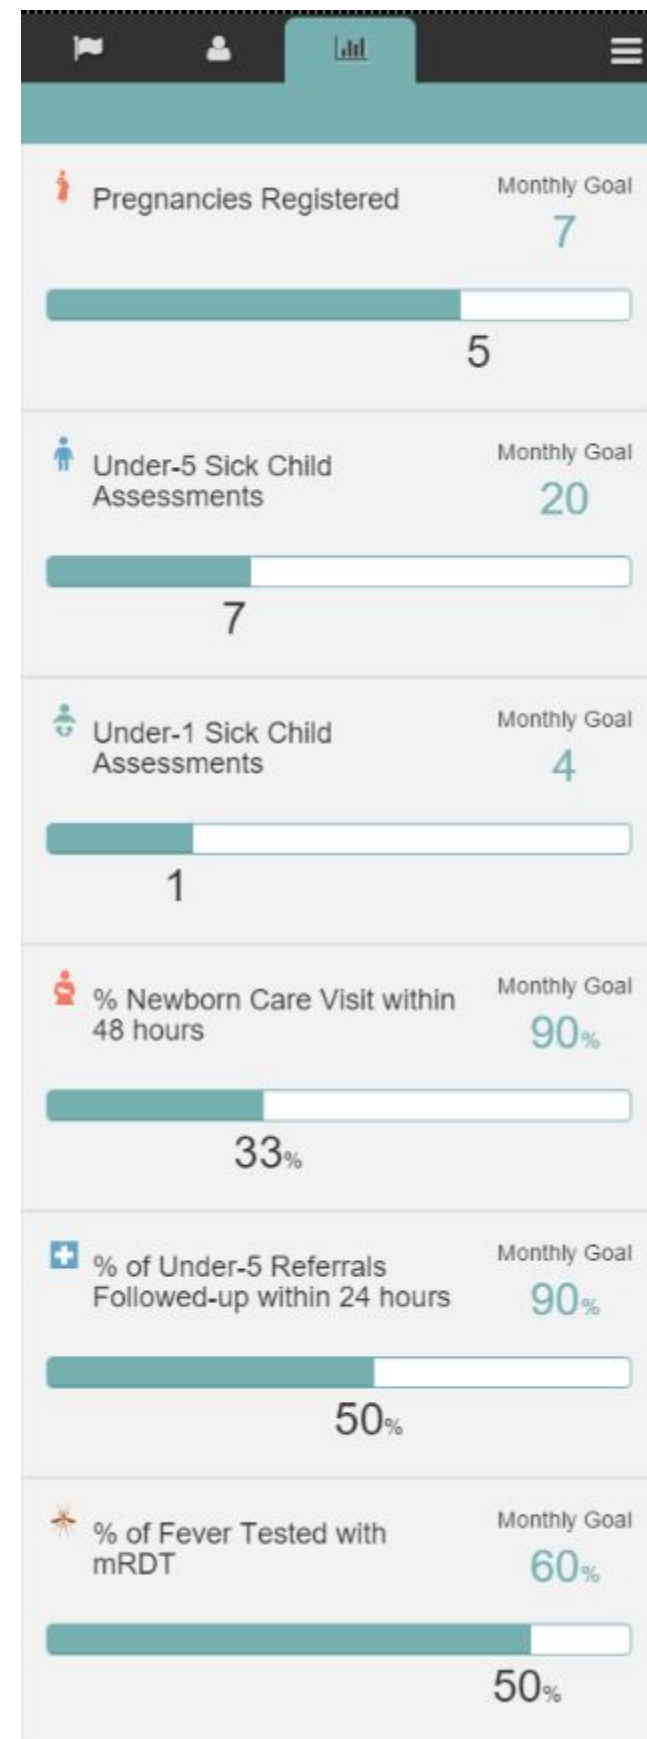 Pregnancies Registered
Monthly Goal
7
5
Under-5 Sick Child
Assessments
Monthly Goal
20
7
Under-1 Sick Child
Assessments
Monthly Goal
4
1
% Newborn Care Visit within
48 hours
Monthly Goal
90%
33%
% of Under-5 Referrals
Followed-up within 24 hours
Monthly Goal
90%
50%
% of Fever Tested with
mRDT
Monthly Goal
60%
50%